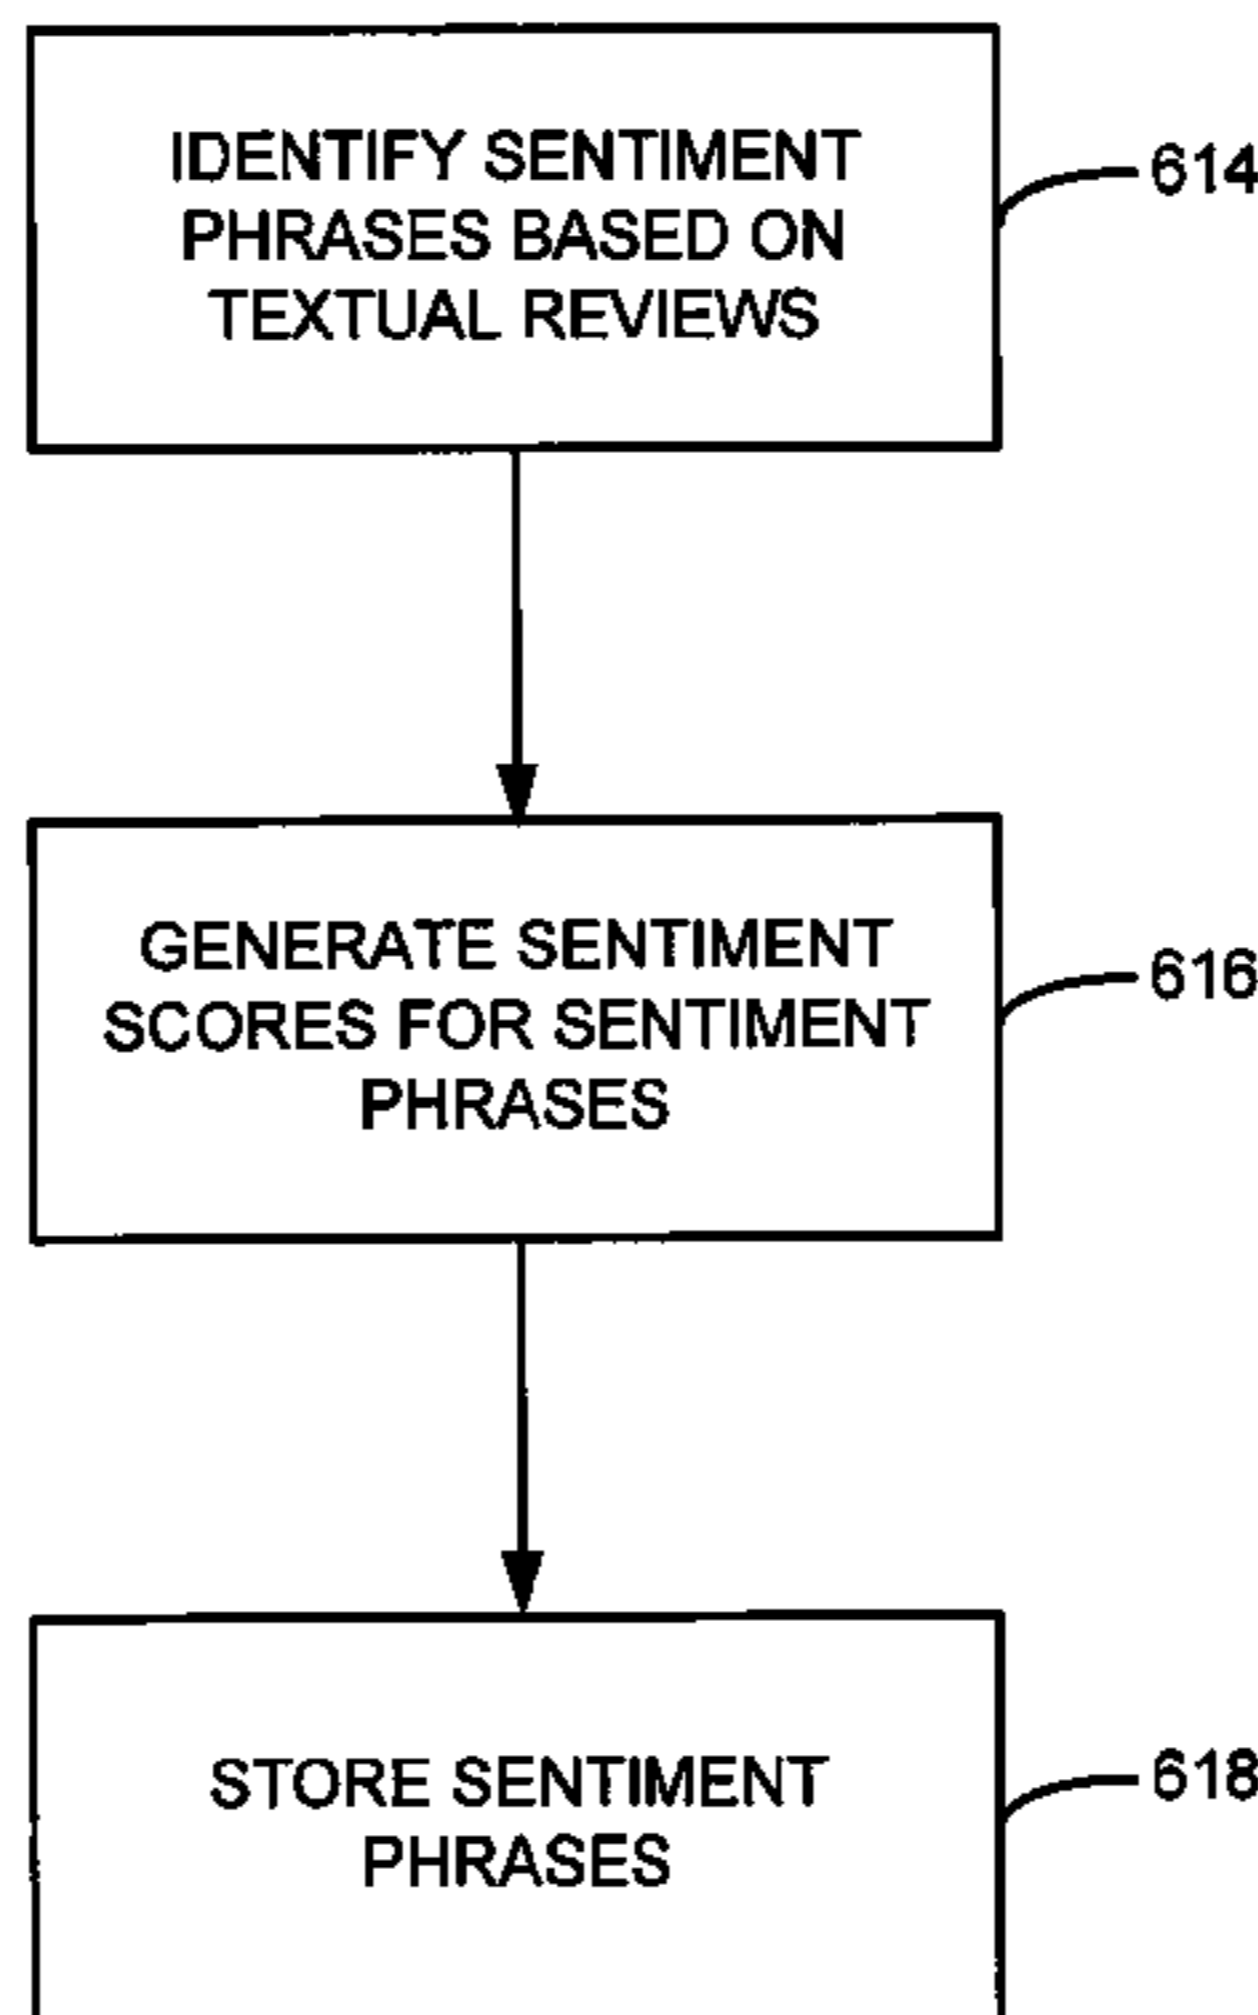 IDENTIFY SENTIMENT
PHRASES BASED ON
TEXTUAL REVIEWS
614
GENERATE SENTIMENT
SCORES FOR SENTIMENT
PHRASES
616
STORE SENTIMENT
PHRASES
618